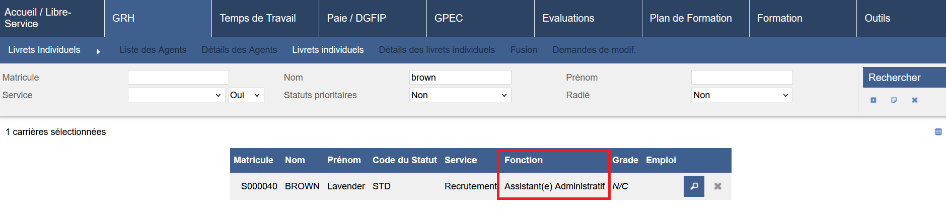 Accueil / Libre-Service GRH Temps de Travail Paie / DGFIP GPEC Evaluations Plan de Formation Formation Outils
Livrets Individuels Liste des Agents Détails des Agents Livrets individuels Détails des livrets individuels Fusion Demandes de modif.
Matricule Nom brown Prénom Rechercher
Service Oui Statuts prioritaires Non Radié Non
1 carrières sélectionnées
Matricule Nom Prénom Code du Statut Service Fonction Grade Emploi
S000040 BROWN Lavender STD Recrutement Assistant(e) Administratif N/C